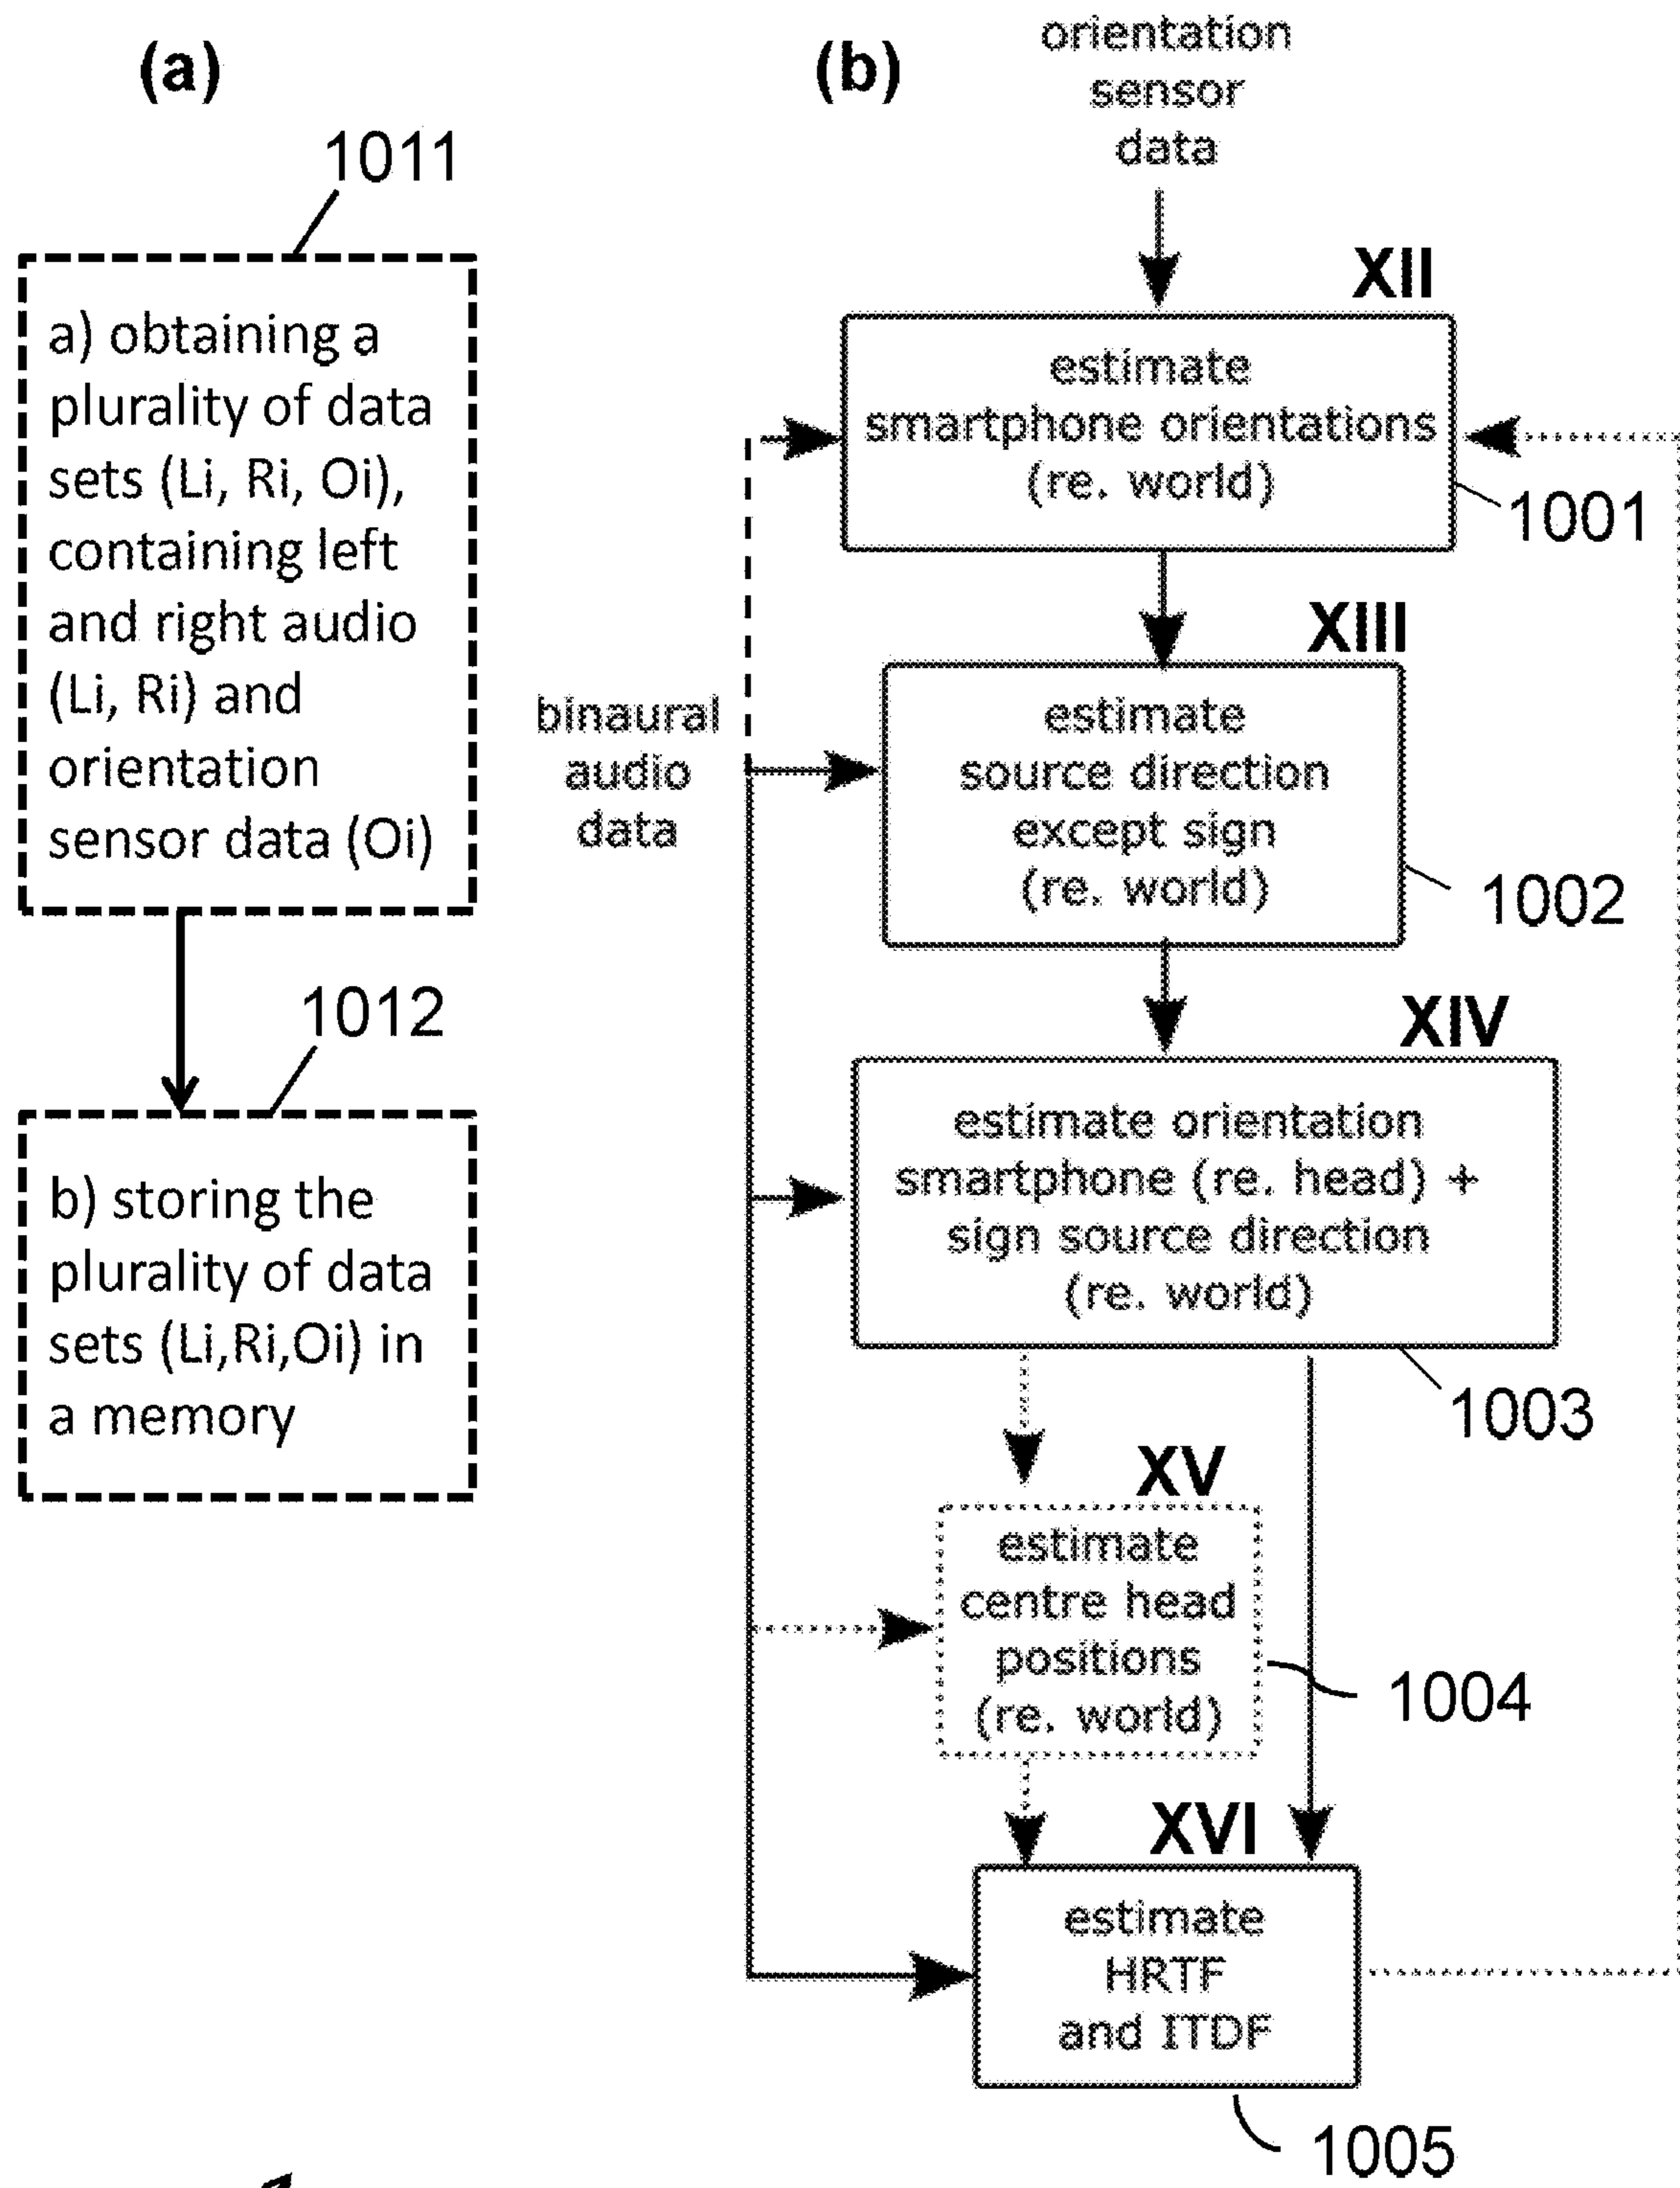 (a)
1011
a) obtaining a
plurality of data
sets (Li, Ri, Oi),
containing left
and right audio
(Li, Ri) and
orientation
sensor data (Oi)
1012
b) storing the
plurality of data
sets (Li,Ri,Oi) in
a memory
(b)
orientation
sensor
data
XII
estimate
smartphone orientations
(re. world)
1001
binaural
audio
data
XIII
estimate
source direction
except sign
(re. world)
1002
XIV
estimate orientation
smartphone (re. head) +
sign source direction
(re. world)
1003
XV
estimate
centre head
positions
(re. world)
1004
XVI
estimate
HRTF
and ITDF
1005